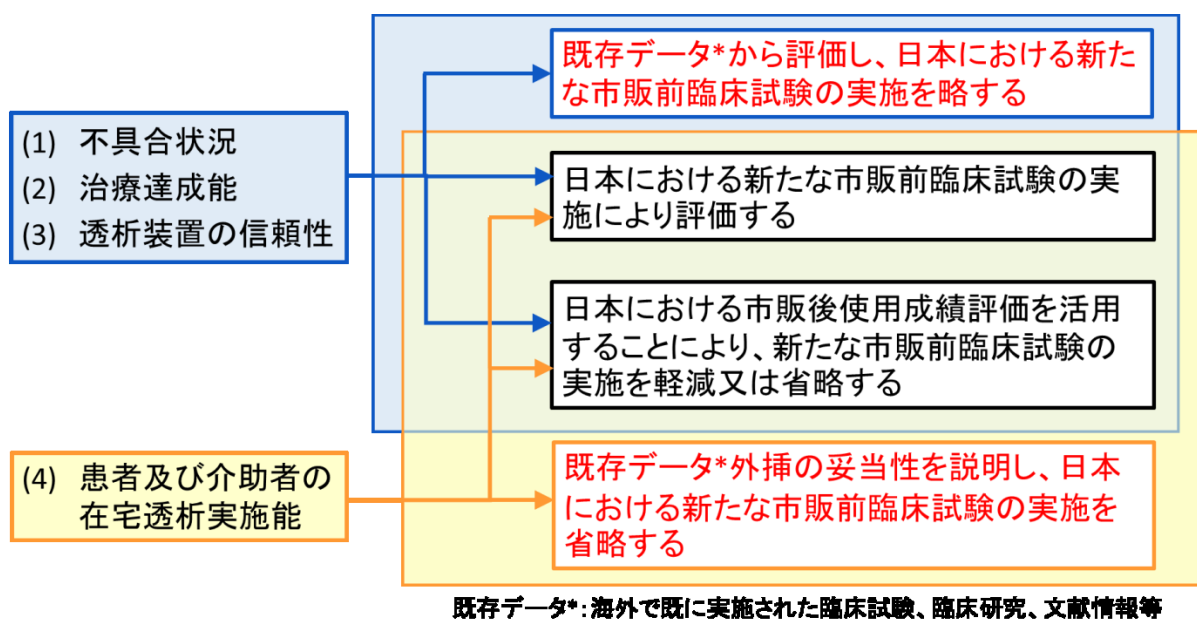 既存データ*から評価し、日本における新た
な市販前臨床試験の実施を略する
(1) 不具合状況
(2) 治療達成能
(3) 透析装置の信頼性
日本における新たな市販前臨床試験の実
施により評価する
日本における市販後使用成績評価を活用
することにより、新たな市販前臨床試験の
実施を軽減又は省略する
(4) 患者及び介助者の
在宅透析実施能
既存データ*外挿の妥当性を説明し、日本
における新たな市販前臨床試験の実施を
省略する
既存データ*:海外で既に実施された臨床試験、臨床研究、文献情報等